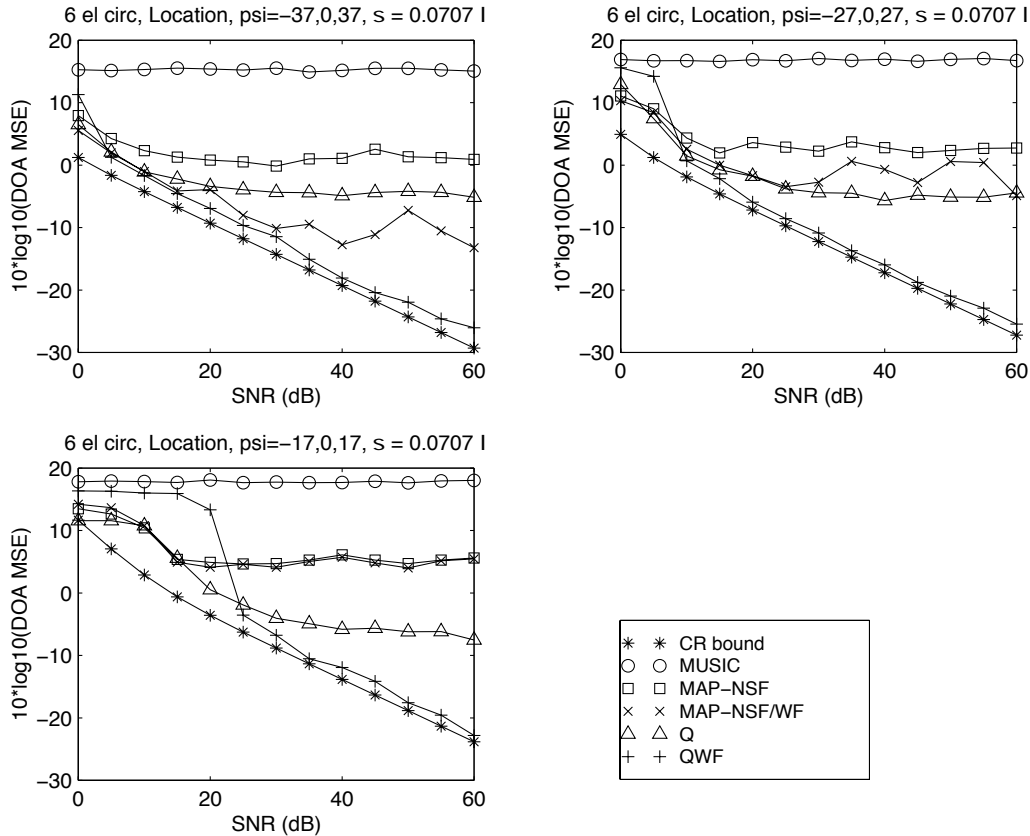 6 el circ, Location, psi=−37,0,37, s = 0.0707 I
20
10
0
−10
−20
−30
10*log10(DOA MSE)
0
20
40
60
SNR (dB)
6 el circ, Location, psi=−27,0,27, s = 0.0707 I
20
10
0
−10
−20
−30
10*log10(DOA MSE)
0
20
40
60
SNR (dB)
6 el circ, Location, psi=−17,0,17, s = 0.0707 I
20
10
0
−10
−20
−30
10*log10(DOA MSE)
0
20
40
60
SNR (dB)
CR bound
MUSIC
MAP−NSF
MAP−NSF/WF
Q
QWF